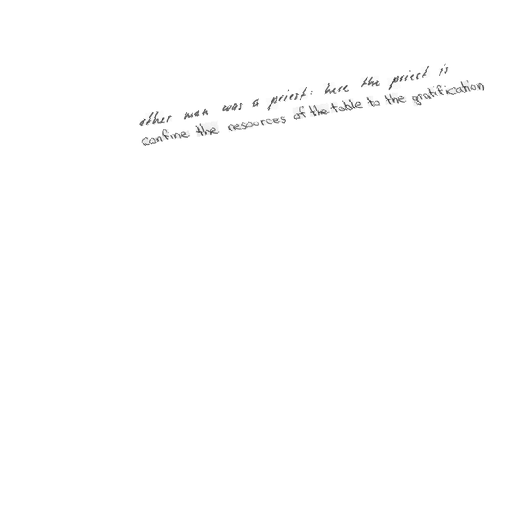 other man was a priest: here the priest is
confine the resources of the table to the gratification